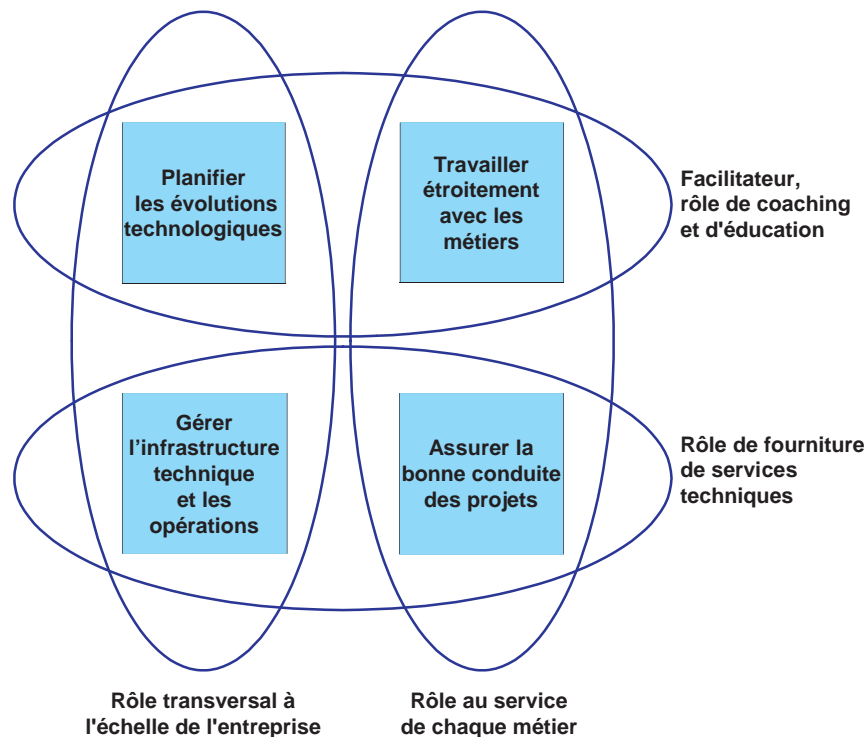 Planifier
les évolutions
technologiques
Travailler
étroitement
avec les
métiers
Facilitateur,
rôle de coaching
et d'éducation
Gérer
l’infrastructure
technique
et les
opérations
Assurer la
bonne conduite
des projets
Rôle de fourniture
de services
techniques
Rôle transversal à
l'échelle de l'entreprise
Rôle au service
de chaque métier